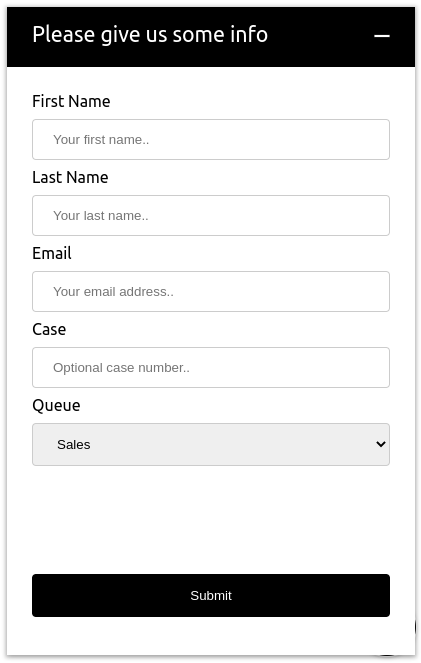 Please give us some info
First Name
Your first name..
Last Name
Your last name..
Email
Your email address..
Case
Optional case number..
Queue
Sales
Submit